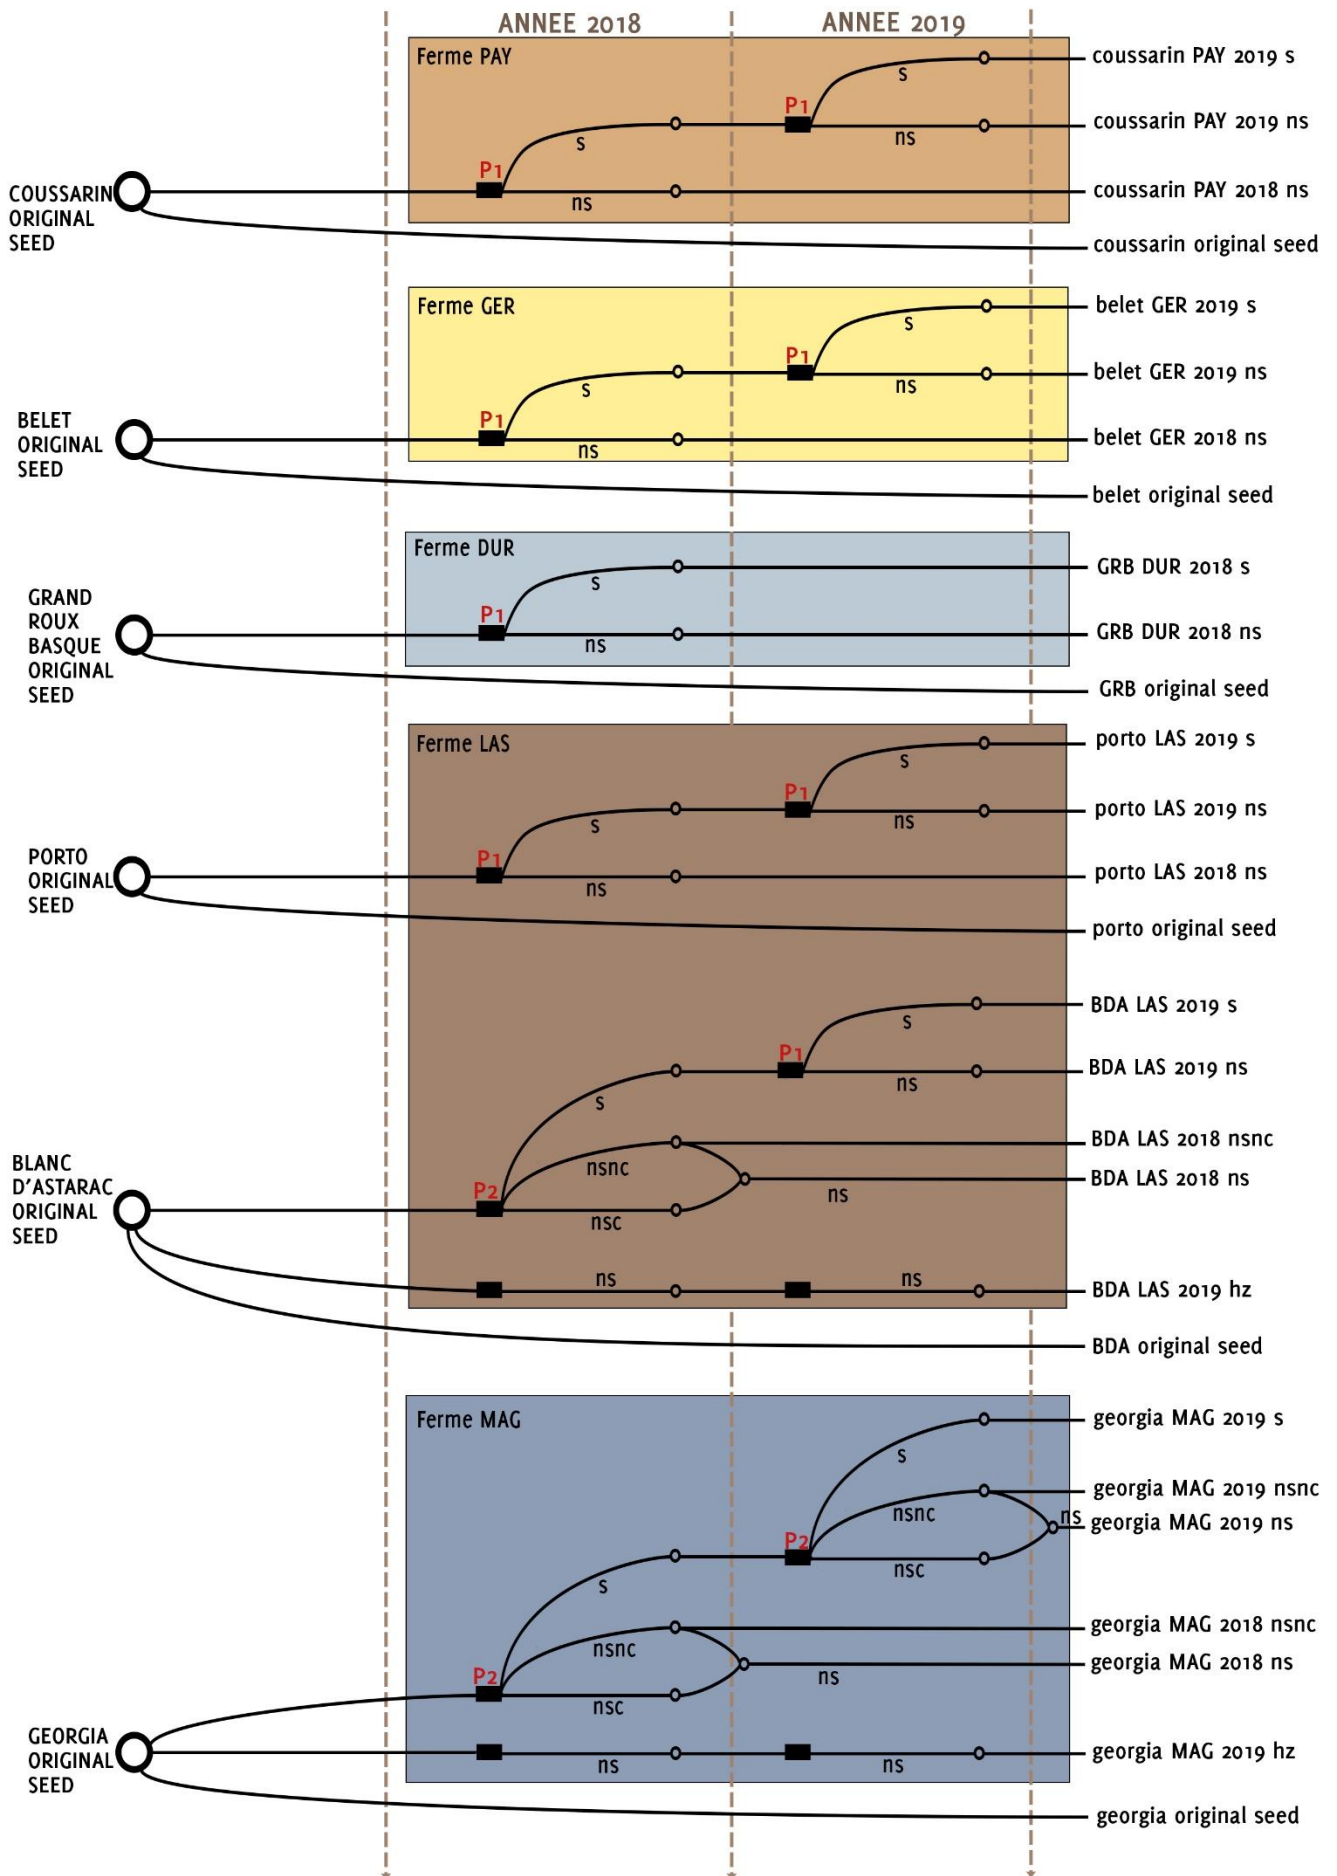 ANNEE 2018
ANNEE 2019
Ferme PAY
coussarin PAY 2019 s
s
P1
coussarin PAY 2019 ns
ns
s
P1
coussarin PAY 2018 ns
ns
COUSSARIN
ORIGINAL
SEED
coussarin original seed
Ferme GER
belet GER 2019 s
s
P1
belet GER 2019 ns
ns
s
P1
belet GER 2018 ns
ns
BELET
ORIGINAL
SEED
belet original seed
Ferme DUR
GRB DUR 2018 s
s
P1
GRB DUR 2018 ns
ns
GRAND
ROUX
BASQUE
ORIGINAL
SEED
GRB original seed
Ferme LAS
porto LAS 2019 s
s
P1
porto LAS 2019 ns
ns
s
P1
porto LAS 2018 ns
ns
PORTO
ORIGINAL
SEED
porto original seed
BDA LAS 2019 s
s
P1
BDA LAS 2019 ns
ns
s
BDA LAS 2018 nsnc
nsnc
BDA LAS 2018 ns
ns
P2
nsc
BLANC
D'ASTARAC
ORIGINAL
SEED
ns
ns
BDA LAS 2019 hz
BDA original seed
Ferme MAG
georgia MAG 2019 s
s
georgia MAG 2019 nsnc
nsnc
ns
georgia MAG 2019 ns
P2
nsc
s
georgia MAG 2018 nsnc
nsnc
georgia MAG 2018 ns
ns
P2
nsc
GEORGIA
ORIGINAL
SEED
ns
ns
georgia MAG 2019 hz
georgia original seed